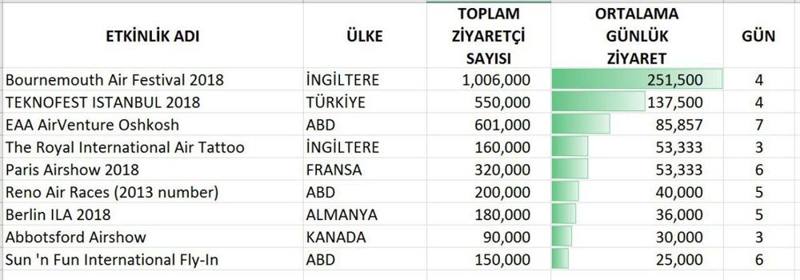 ETKİNLİK ADI ÜLKE TOPLAM ZİYARETÇİ SAYISI ORTALAMA GÜNLÜK ZİYARET GÜN
Bournemouth Air Festival 2018 İNGİLTERE 1,006,000 251,500 4
TEKNOFEST ISTANBUL 2018 TÜRKİYE 550,000 137,500 4
EAA AirVenture Oshkosh ABD 601,000 85,857 7
The Royal International Air Tattoo İNGİLTERE 160,000 53,333 3
Paris Airshow 2018 FRANSA 320,000 53,333 6
Reno Air Races (2013 number) ABD 200,000 40,000 5
Berlin ILA 2018 ALMANYA 180,000 36,000 5
Abbotsford Airshow KANADA 90,000 30,000 3
Sun 'n Fun International Fly-In ABD 150,000 25,000 6